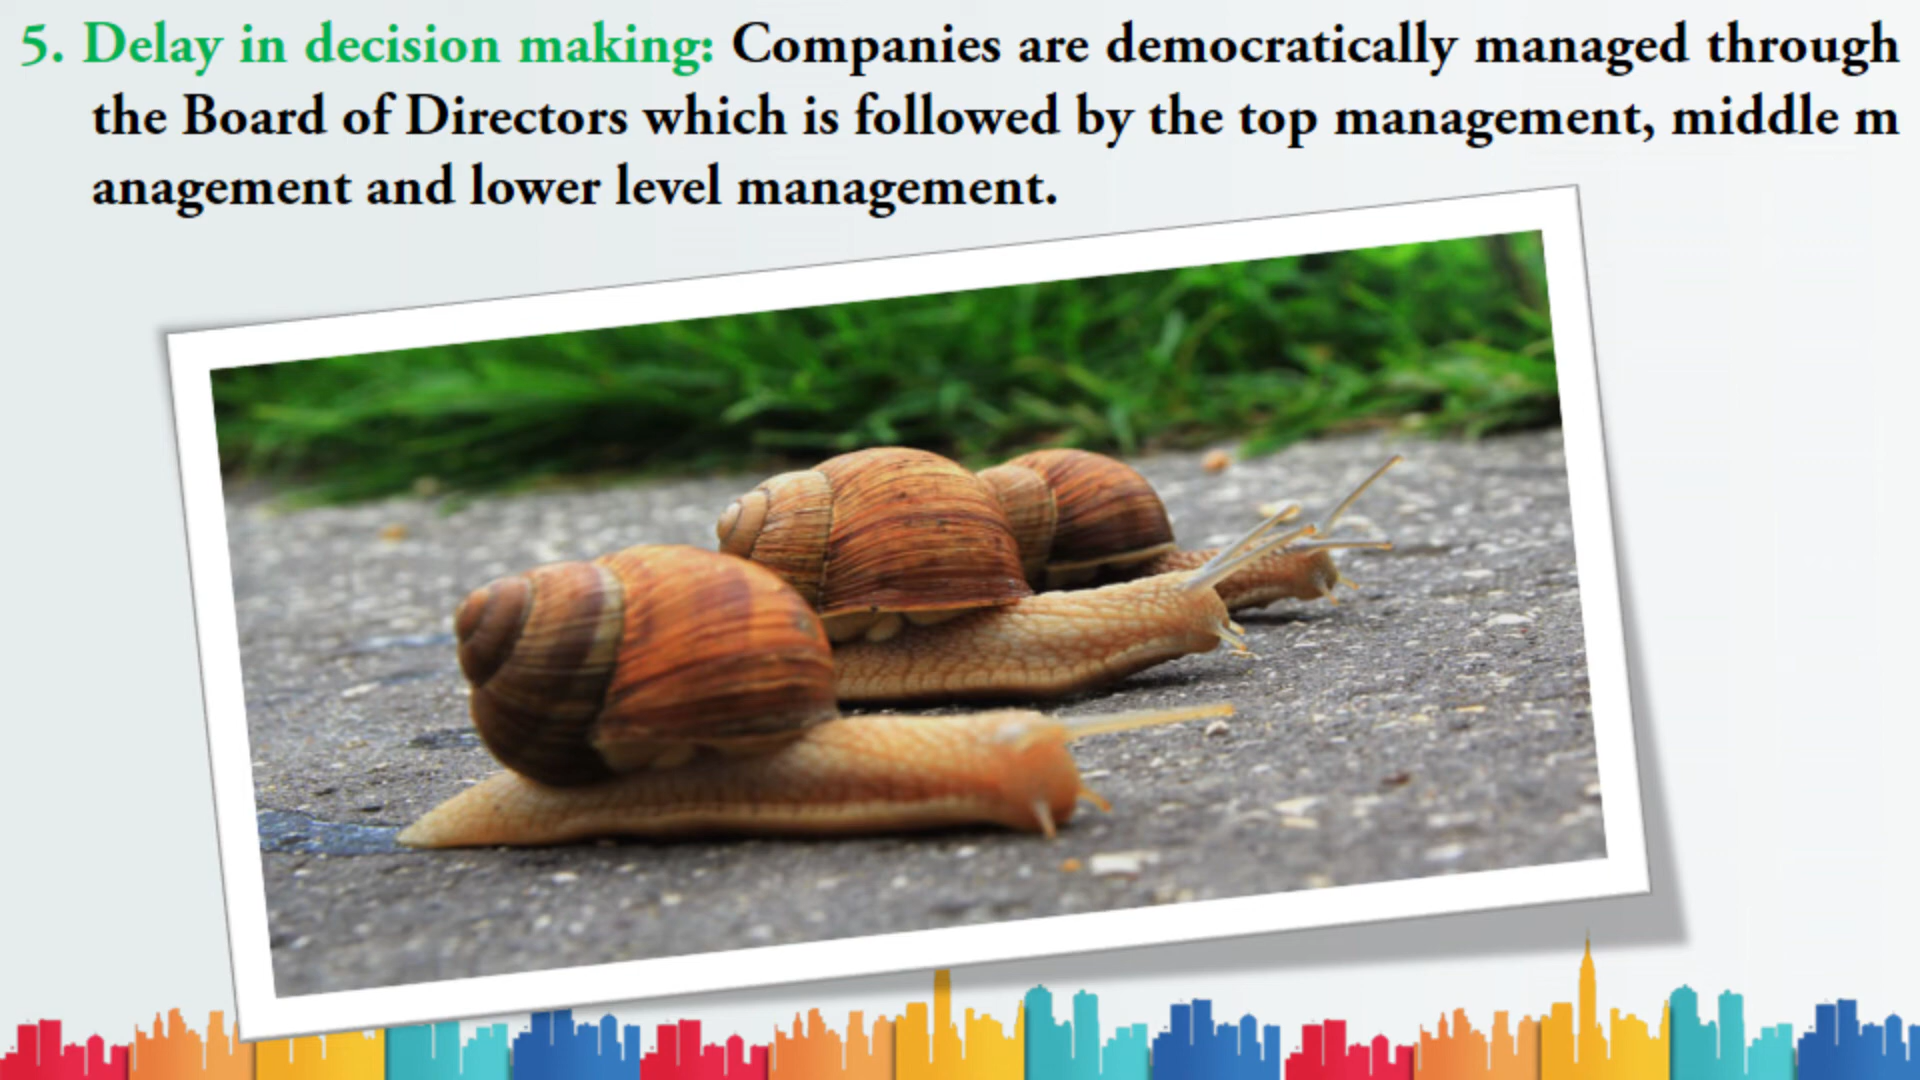 5. Delay in decision making: Companies are democratically managed through
the Board of Directors which is followed by the top management, middle m
anagement and lower level management.